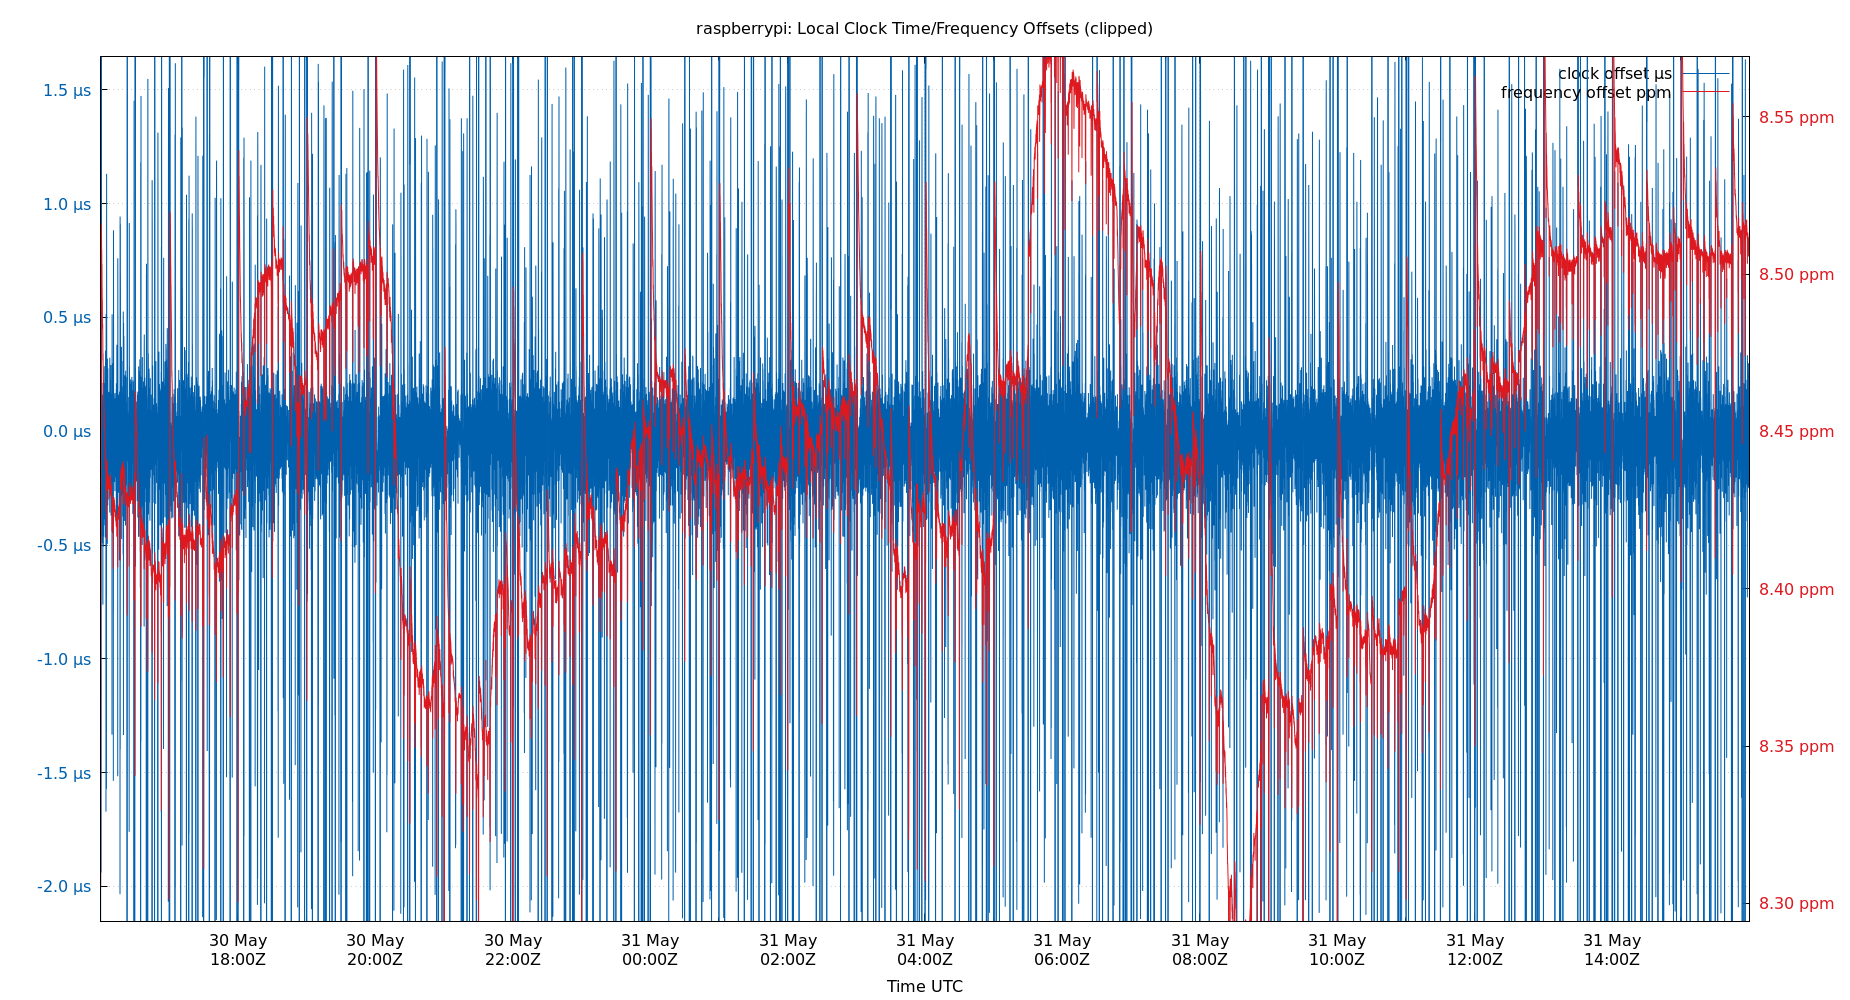 raspberrypi: Local Clock Time/Frequency Offsets (clipped)
clock offset µs
frequency offset ppm
1.5 µs
1.0 µs
0.5 µs
0.0 µs
-0.5 µs
-1.0 µs
-1.5 µs
-2.0 µs
8.55 ppm
8.50 ppm
8.45 ppm
8.40 ppm
8.35 ppm
8.30 ppm
30 May 30 May 30 May 31 May 31 May 31 May 31 May 31 May 31 May 31 May 31 May
18:00Z 20:00Z 22:00Z 00:00Z 02:00Z 04:00Z 06:00Z 08:00Z 10:00Z 12:00Z 14:00Z
Time UTC